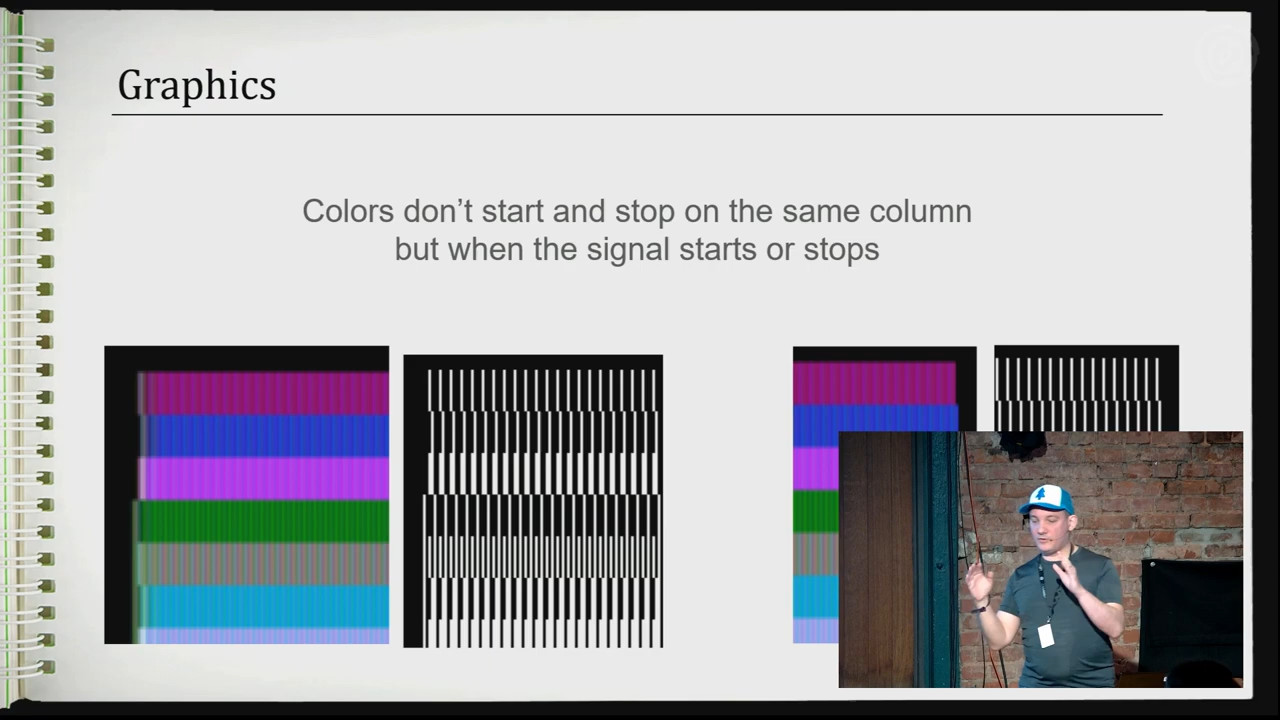 Graphics
Colors don’t start and stop on the same column
but when the signal starts or stops